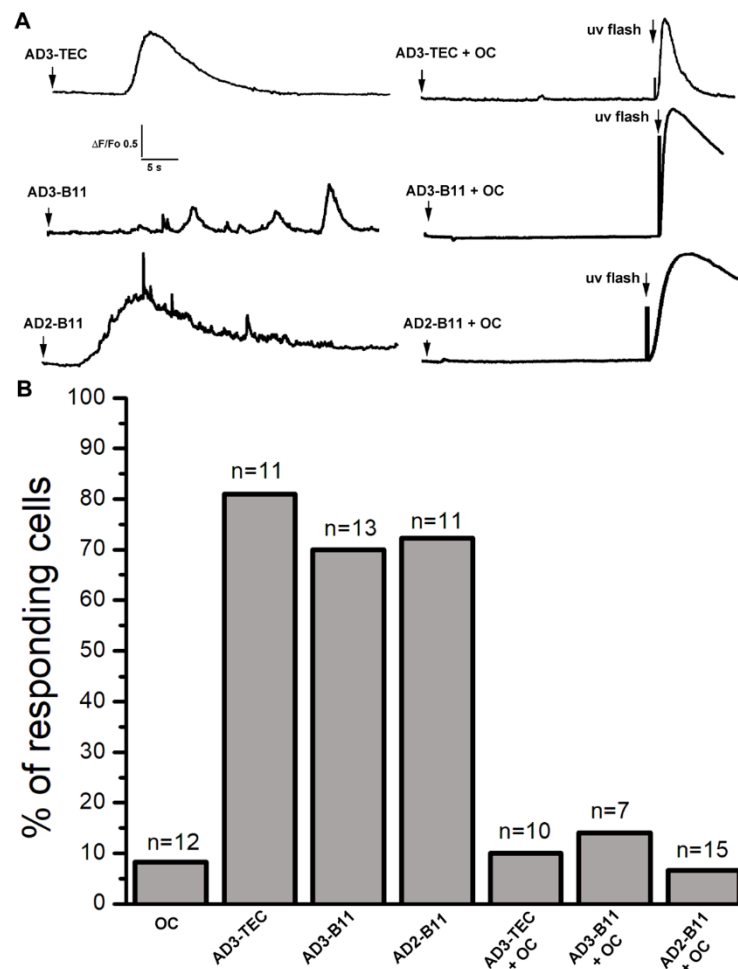 A
AD3-TEC
AD3-TEC + OC
uv flash
ΔF/Fo 0.5
5 s
uv flash
AD3-B11
AD3-B11 + OC
uv flash
AD2-B11
AD2-B11 + OC
B
% of responding cells
100
90
80
70
60
50
40
30
20
10
0
n=12
n=11
n=13
n=11
n=10
n=7
n=15
OC
AD3-TEC
AD3-B11
AD2-B11
AD3-TEC
+ OC
AD3-B11
+ OC
AD2-B11
+ OC